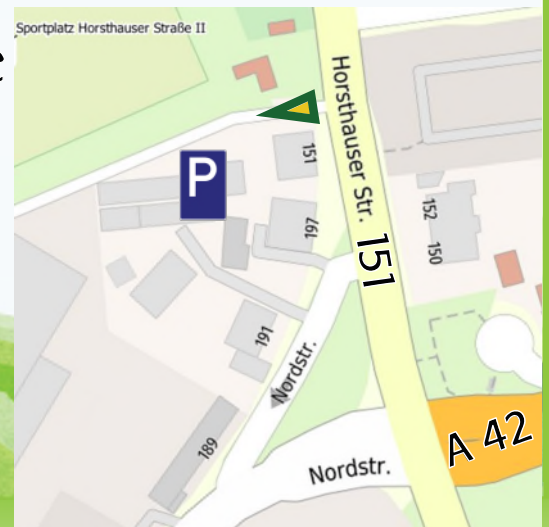 Sportplatz Horsthauser Straße II
Horsthauser Str.
151
P
151
197
152
150
191
Nordstr.
189
Nordstr.
A 42